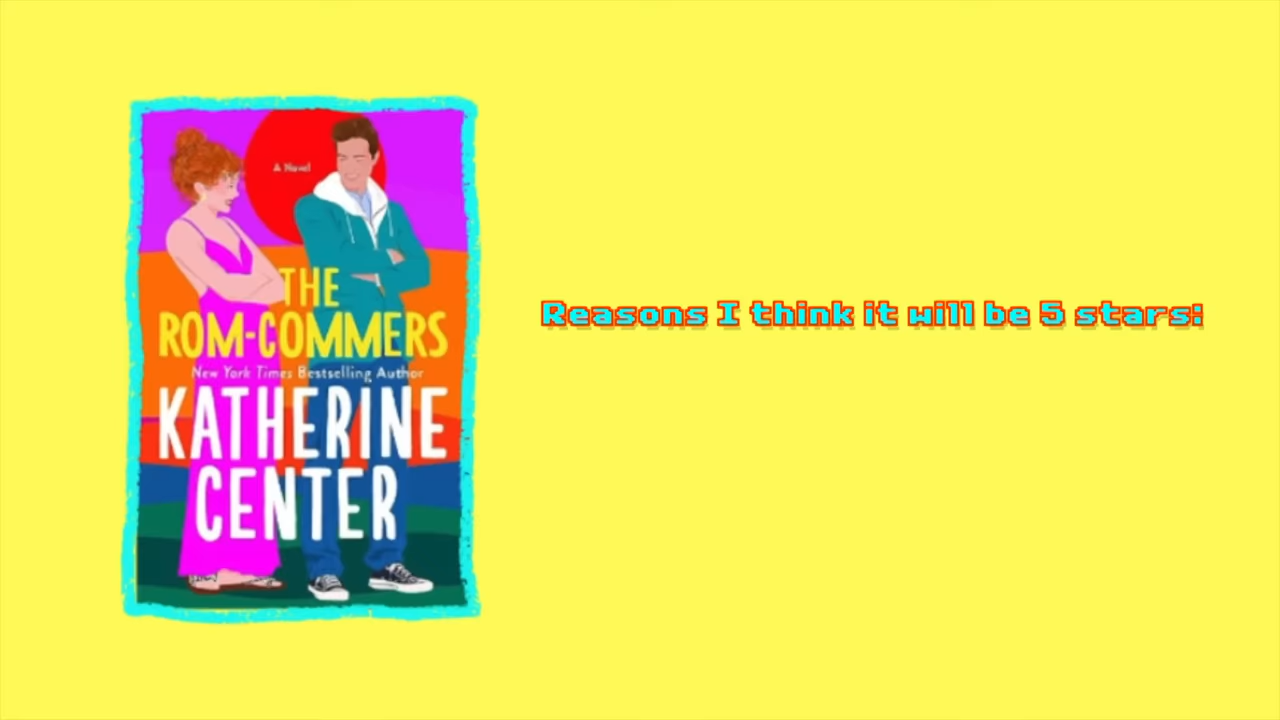 A Novel
THE
ROM-COMMERS
New York Times Bestselling Author
KATHERINE
CENTER
Reasons I think it will be 5 stars: